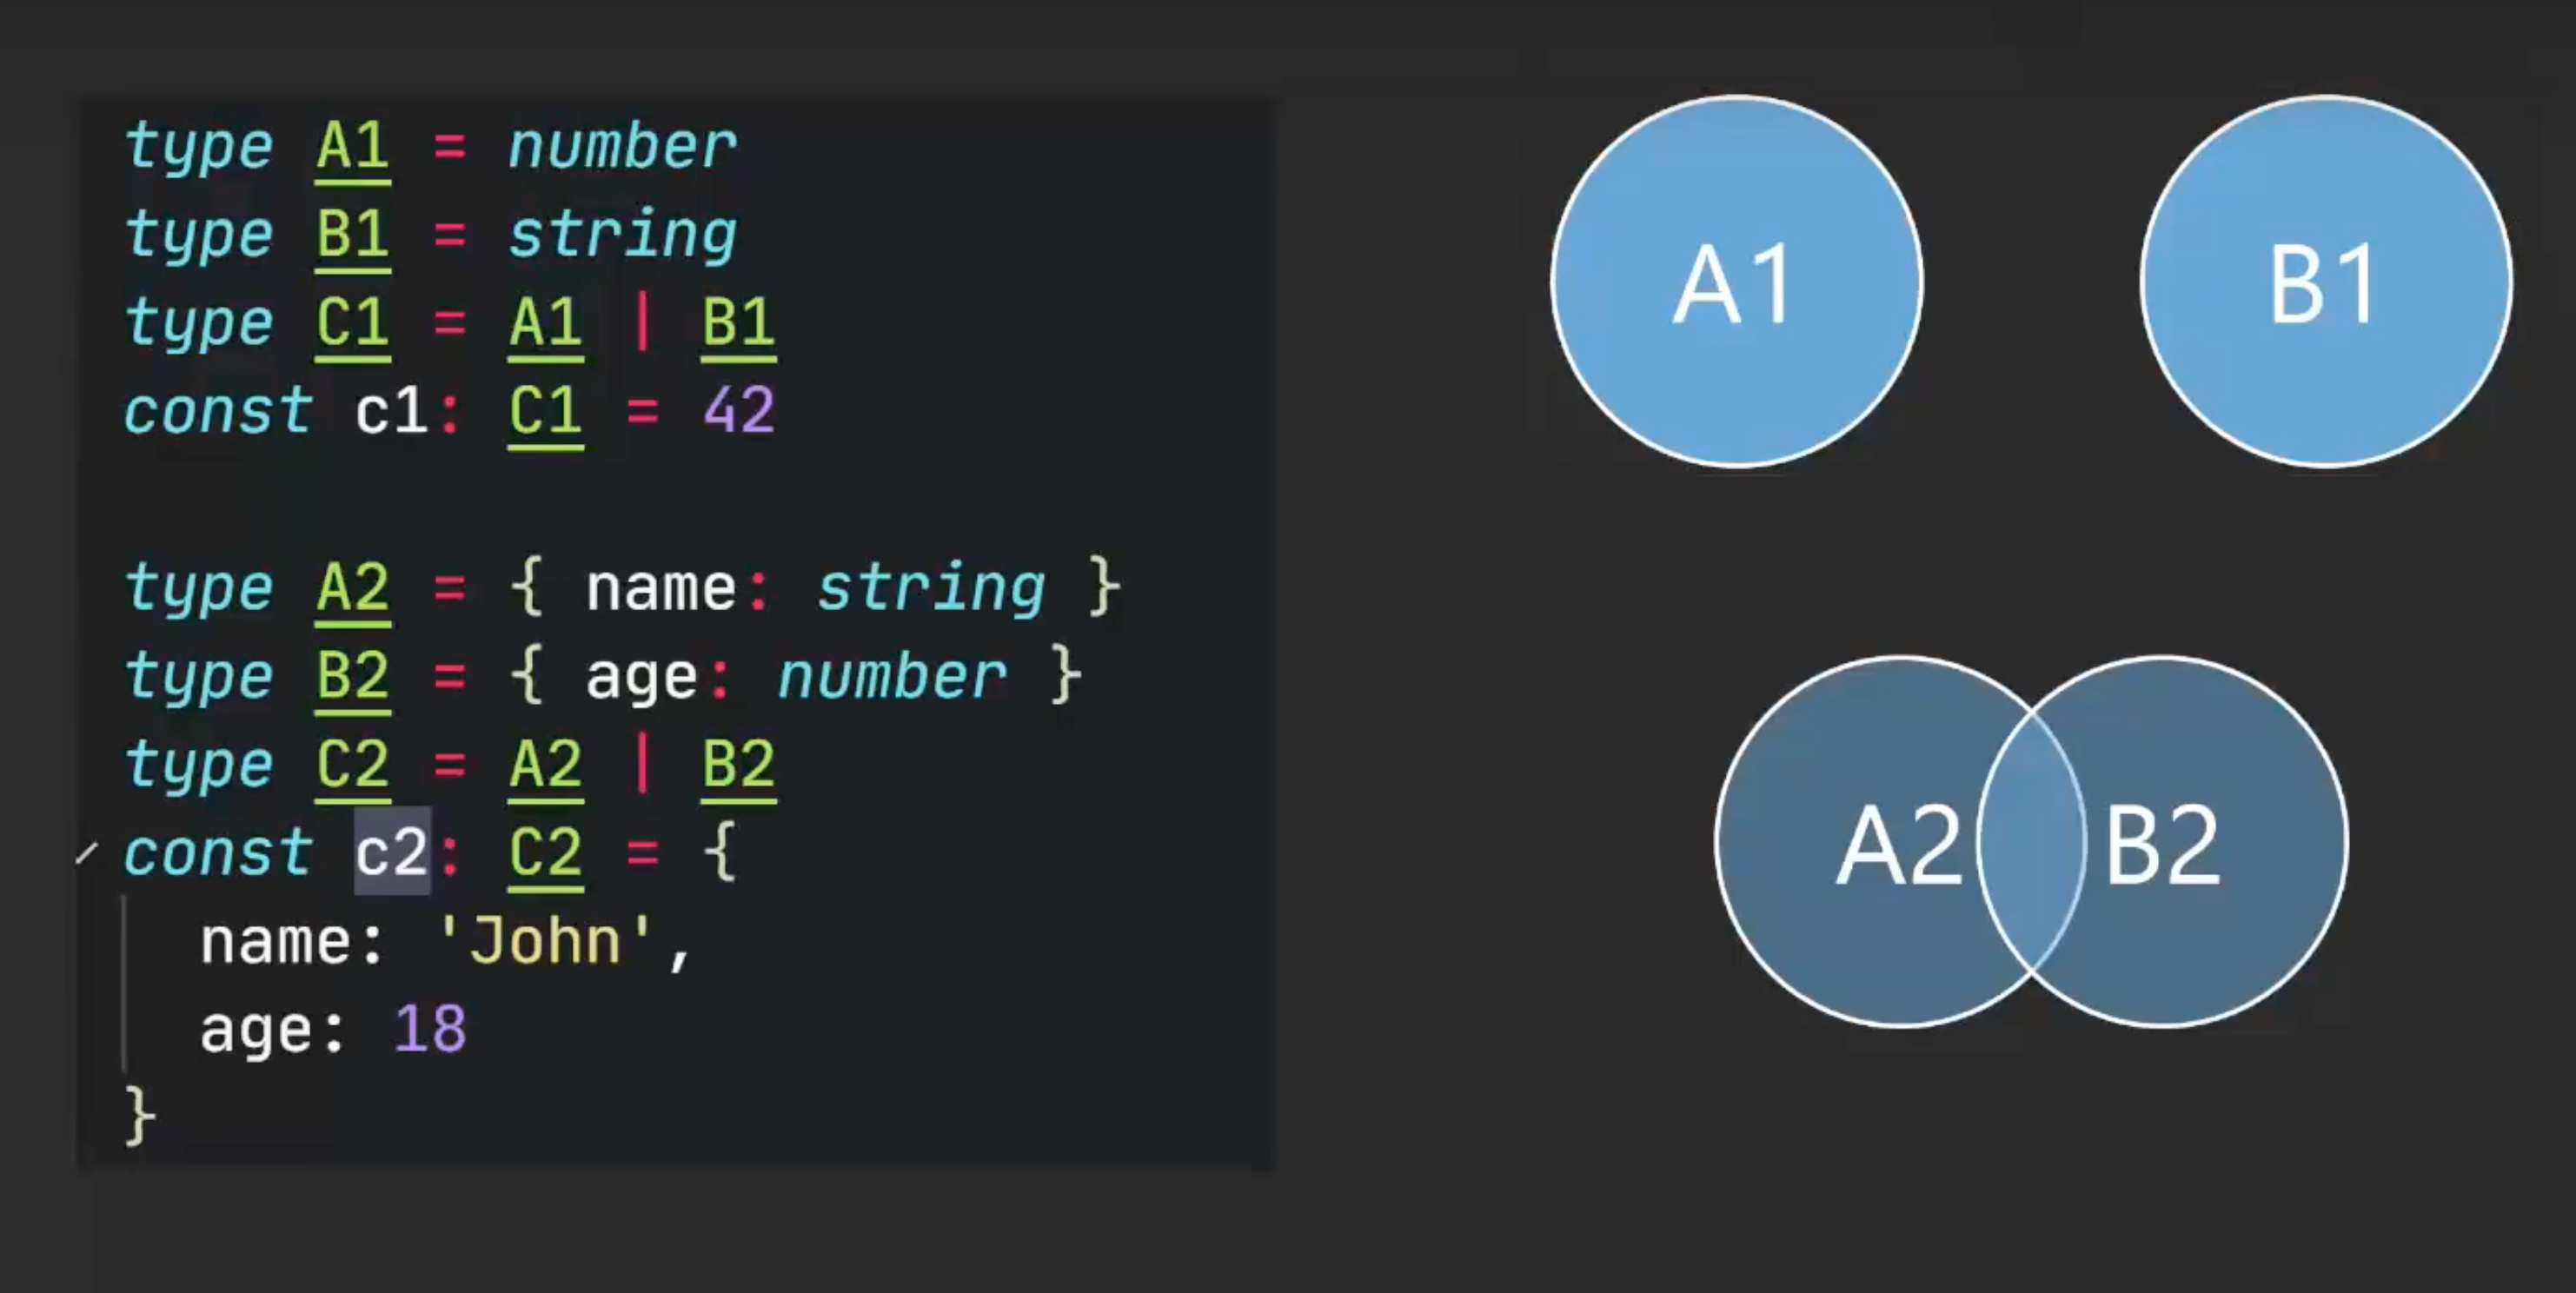 type A1 = number
type B1 = string
type C1 = A1 | B1
const c1: C1 = 42
type A2 = { name: string }
type B2 = { age: number }
type C2 = A2 | B2
const c2: C2 = {
name: 'John',
age: 18
}
A1
B1
A2
B2